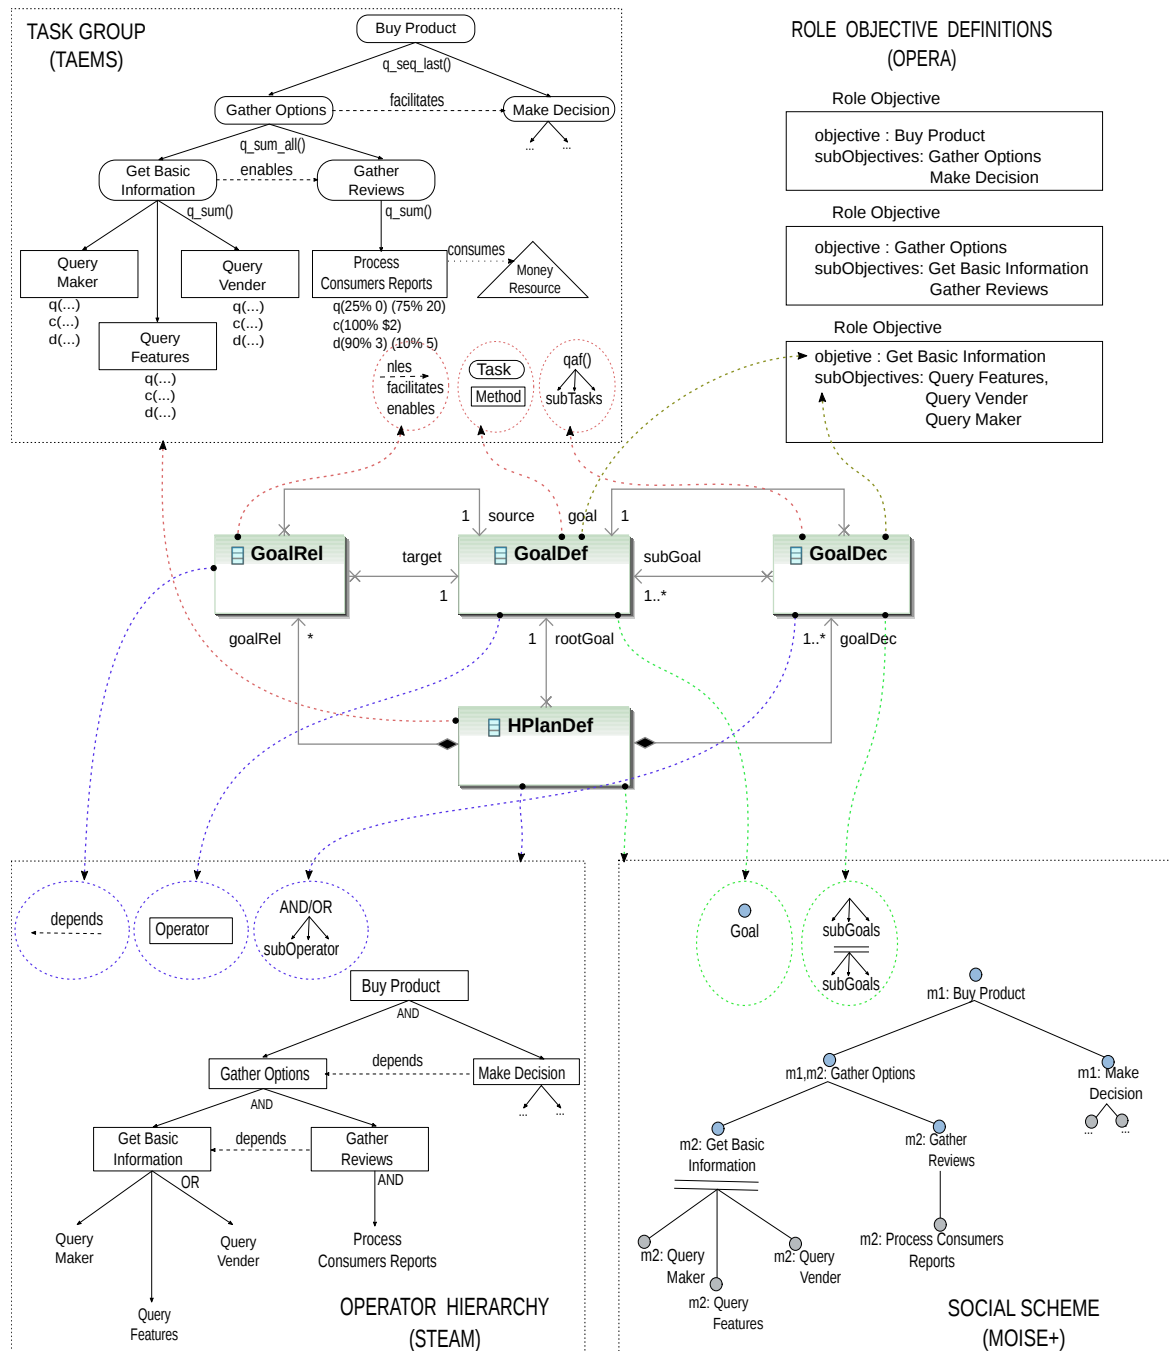 TASK GROUP
(TAEMS)
Buy Product
q_seq_last()
Gather Options
facilitates
Make Decision
...
...
q_sum_all()
Get Basic
Information
enables
Gather
Reviews
q_sum()
q_sum()
Query
Maker
q(...)
c(...)
d(...)
Query
Features
q(...)
c(...)
d(...)
Query
Vender
q(...)
c(...)
d(...)
Process
Consumers Reports
q(25% 0) (75% 20)
c(100% $2)
d(90% 3) (10% 5)
consumes
Money
Resource
nles
facilitates
enables
Task
Method
qaf()
subTasks
ROLE OBJECTIVE DEFINITIONS
(OPERA)
Role Objective
objective : Buy Product
subObjectives: Gather Options
Make Decision
Role Objective
objective : Gather Options
subObjectives: Get Basic Information
Gather Reviews
Role Objective
objetive : Get Basic Information
subObjectives: Query Features,
Query Vender
Query Maker
1 source
goal 1
GoalRel
target
1
GoalDef
subGoal
1..*
GoalDec
goalRel *
1 rootGoal
1..* goalDec
HPlanDef
depends
Operator
AND/OR
subOperator
Buy Product
AND
Gather Options
depends
Make Decision
...
...
AND
Get Basic
Information
depends
Gather
Reviews
OR
AND
Query
Maker
Query
Vender
Process
Consumers Reports
Query
Features
OPERATOR HIERARCHY
(STEAM)
Goal
subGoals
subGoals
m1: Buy Product
m1,m2: Gather Options
m1: Make
Decision
...
...
m2: Get Basic
Information
m2: Gather
Reviews
m2: Query
Maker
m2: Query
Features
m2: Query
Vender
m2: Process Consumers
Reports
SOCIAL SCHEME
(MOISE+)